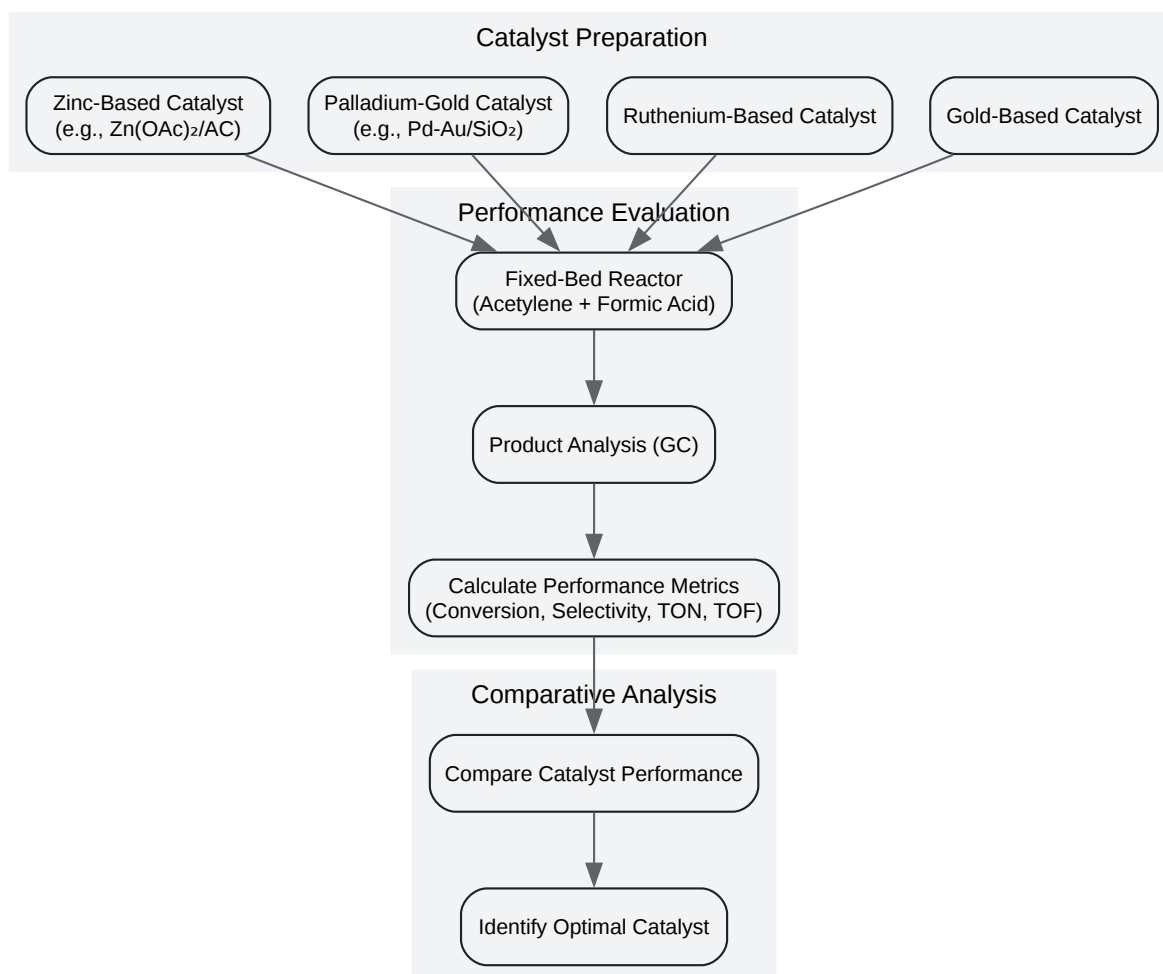 Catalyst Preparation
Zinc-Based Catalyst
(e.g., Zn(OAc)₂/AC)
Palladium-Gold Catalyst
(e.g., Pd-Au/SiO₂)
Ruthenium-Based Catalyst
Gold-Based Catalyst
Performance Evaluation
Fixed-Bed Reactor
(Acetylene + Formic Acid)
Product Analysis (GC)
Calculate Performance Metrics
(Conversion, Selectivity, TON, TOF)
Comparative Analysis
Compare Catalyst Performance
Identify Optimal Catalyst